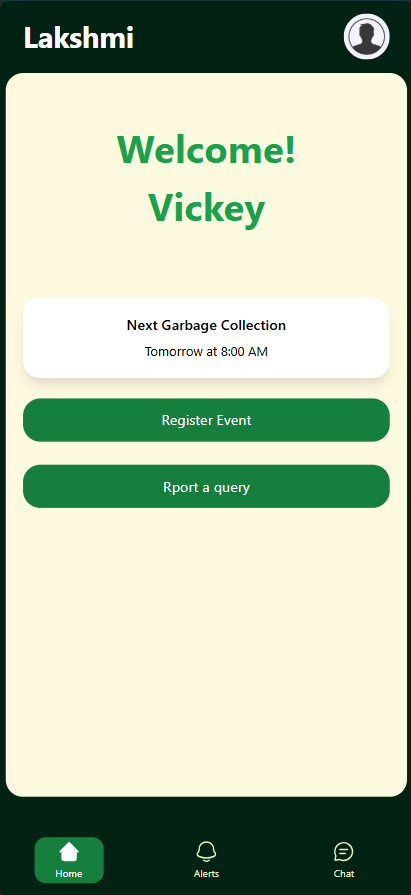 Lakshmi
Welcome!
Vickey
Next Garbage Collection
Tomorrow at 8:00 AM
Register Event
Rport a query
Home
Alerts
Chat